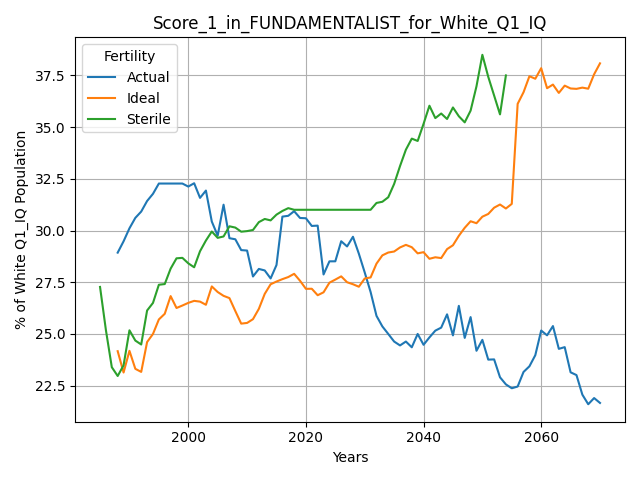 Score_1_in_FUNDAMENTALIST_for_White_Q1_IQ
Fertility
Actual
Ideal
Sterile
% of White Q1_IQ Population
37.5
35.0
32.5
30.0
27.5
25.0
22.5
2000
2020
2040
2060
Years